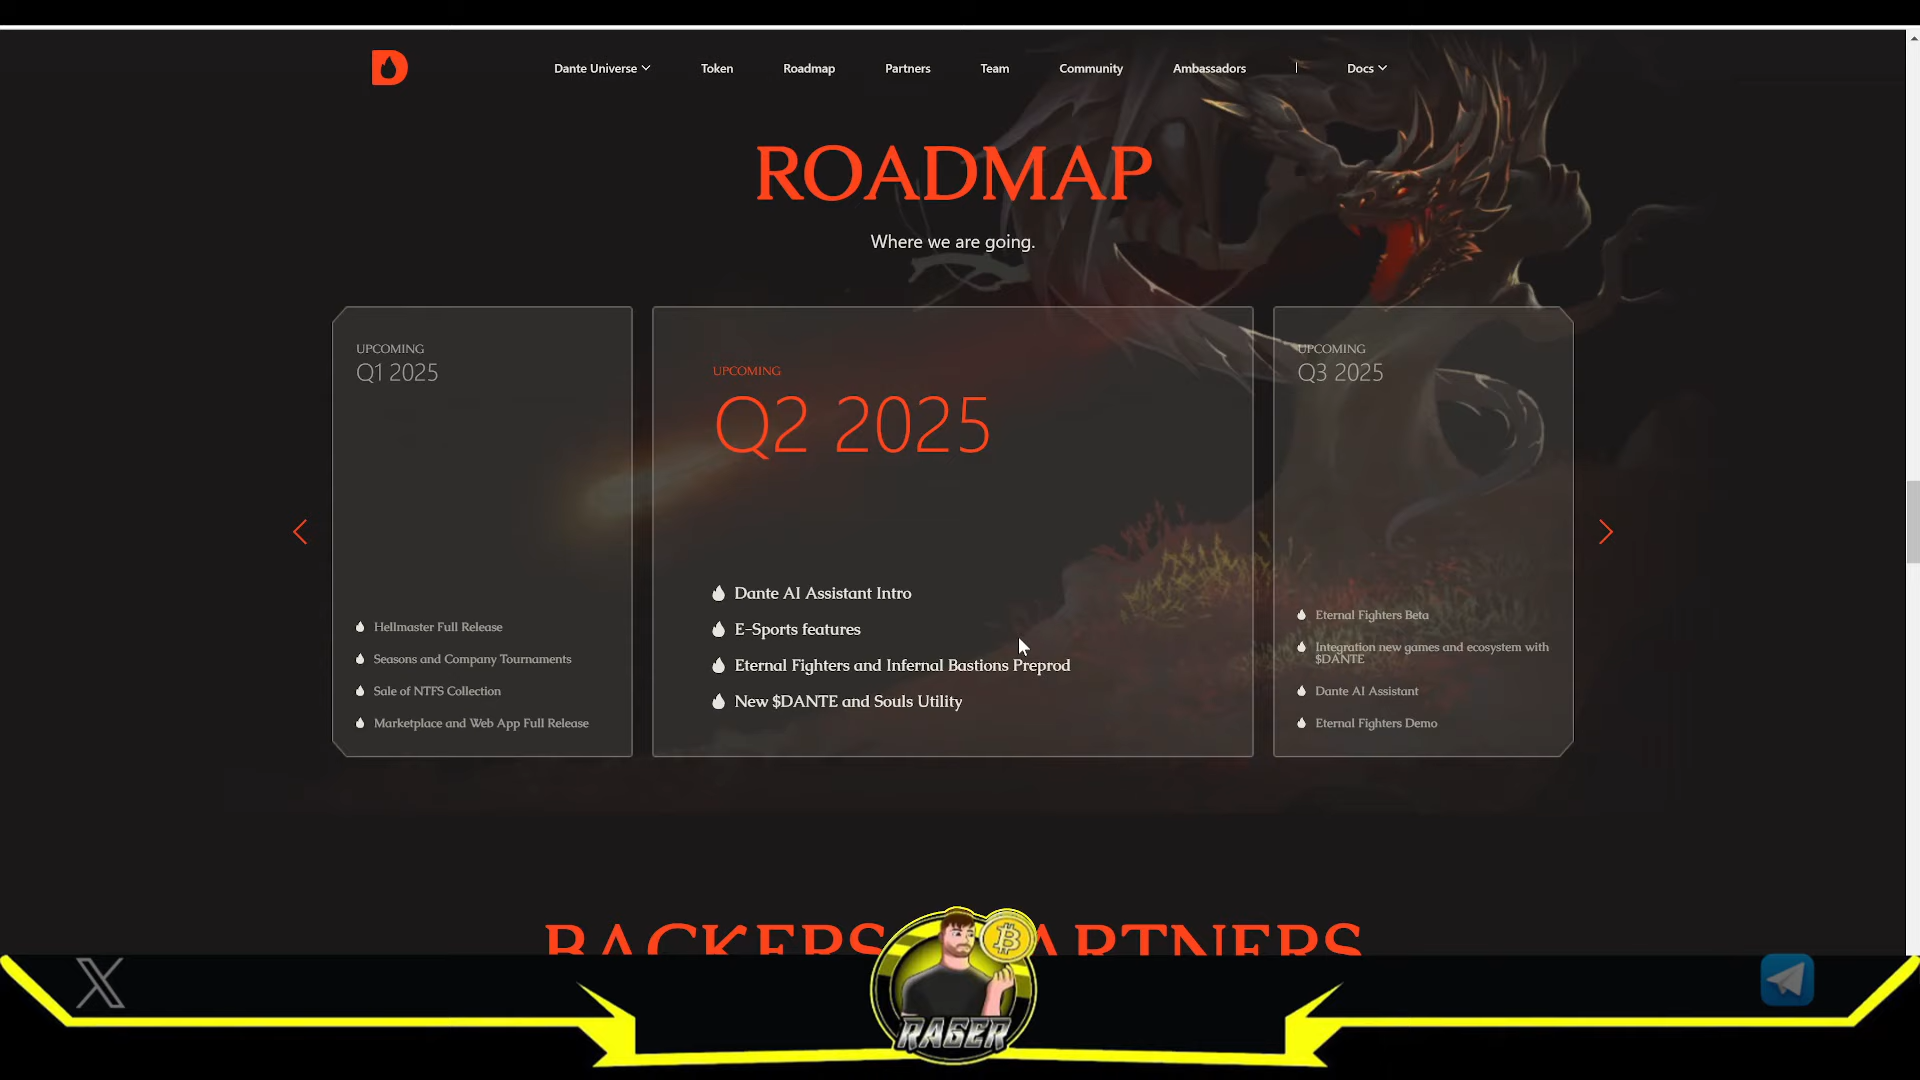 Dante Universe
Token
Roadmap
Partners
Team
Community
Ambassadors
Docs
ROADMAP
Where we are going.
UPCOMING
Q1 2025
Hellmaster Full Release
Seasons and Company Tournaments
Sale of NTFS Collection
Marketplace and Web App Full Release
UPCOMING
Q2 2025
Dante AI Assistant Intro
E-Sports features
Eternal Fighters and Infernal Bastions Preprod
New $DANTE and Souls Utility
UPCOMING
Q3 2025
Eternal Fighters Beta
Integration new games and ecosystem with
$DANTE
Dante AI Assistant
Eternal Fighters Demo
BACKERS
RAGER